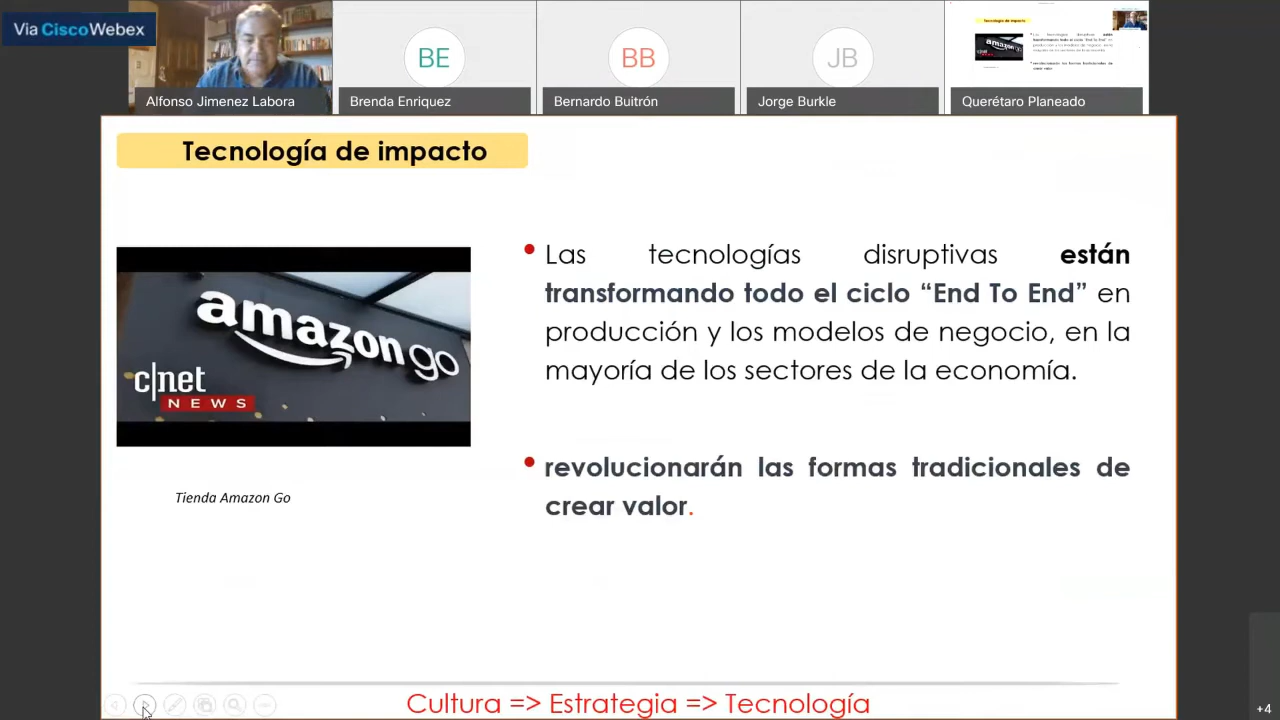 Via CiscoWebex
BE
BB
JB
Alfonso Jimenez Labora
Brenda Enriquez
Bernardo Buitrón
Jorge Burkle
Querétaro Planeado
Tecnología de impacto
amazon go
c|net
NEWS
Tienda Amazon Go
• Las tecnologías disruptivas están
transformando todo el ciclo “End To End” en
producción y los modelos de negocio, en la
mayoría de los sectores de la economía.
• revolucionarán las formas tradicionales de
crear valor.
Cultura => Estrategia => Tecnología
+4